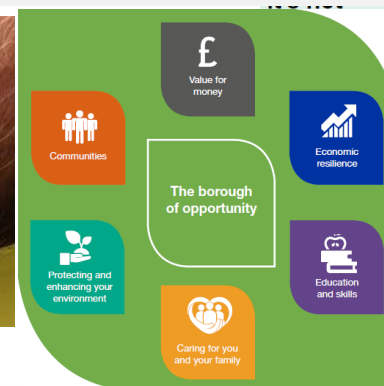 £
Value for
money
Communities
Economic
resilience
The borough
of opportunity
Protecting and
enhancing your
environment
Education
and skills
Caring for you
and your family